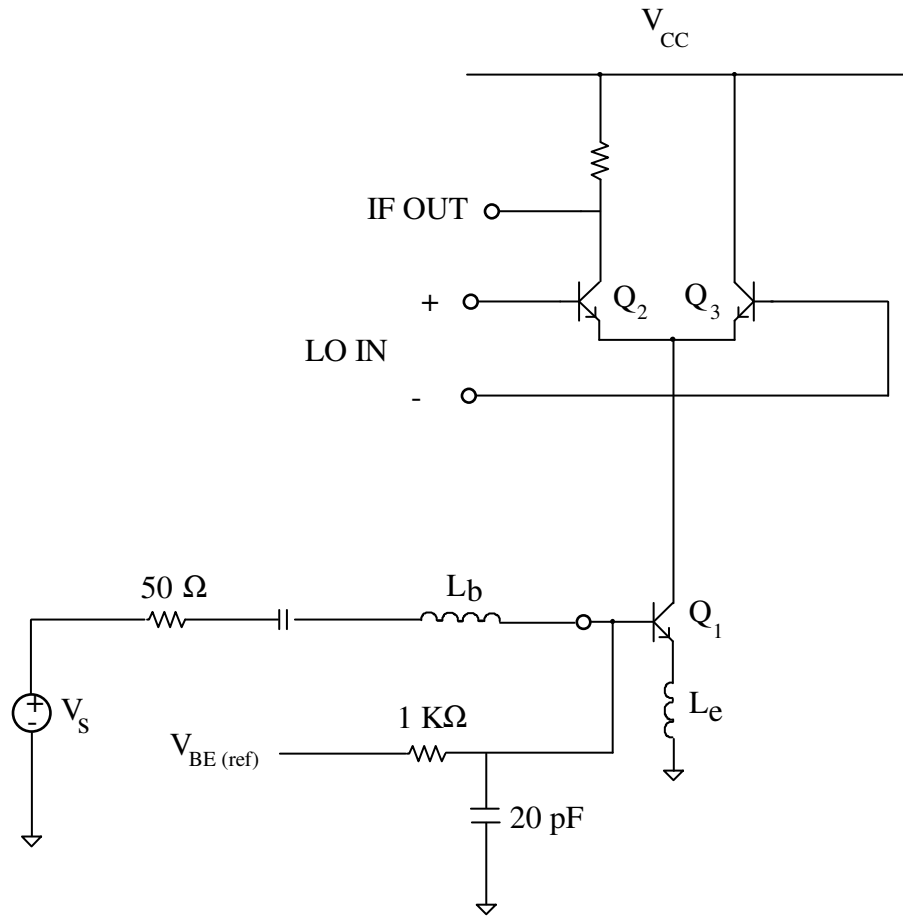 V_CC
IF OUT
+
Q_2
Q_3
LO IN
-
50 Ω
L_b
Q_1
+
-
V_s
L_e
1 KΩ
V_BE (ref)
20 pF